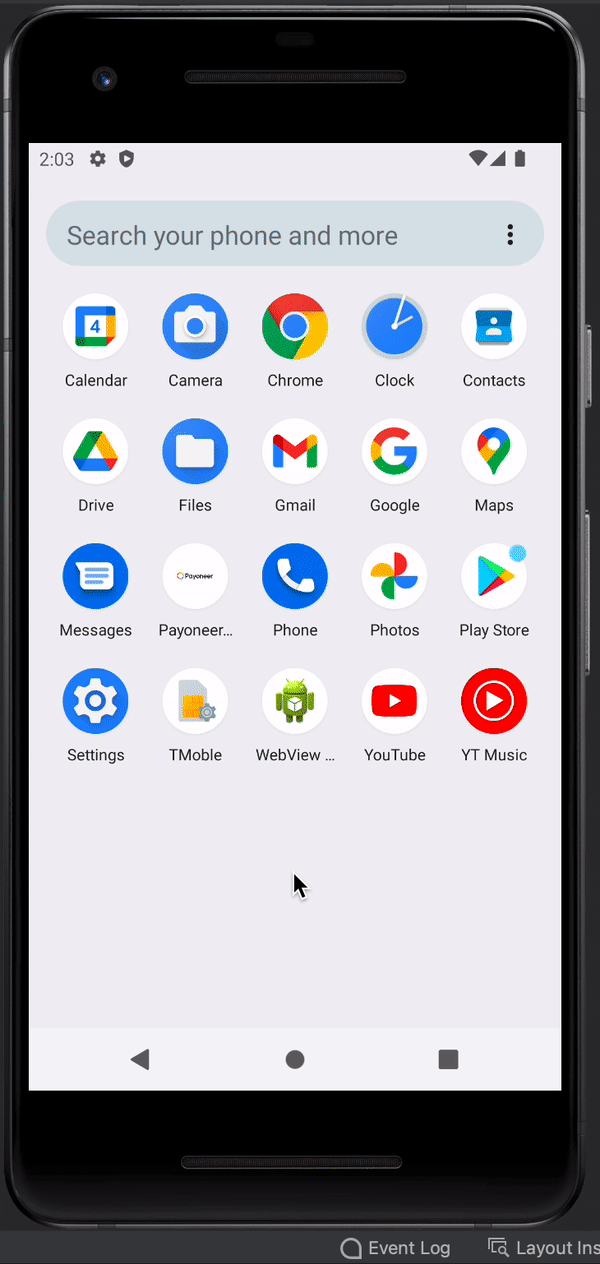 2:03
Search your phone and more
4
Calendar Camera Chrome Clock Contacts
Drive Files Gmail Google Maps
Payoneer
Messages Payoneer... Phone Photos Play Store
Settings TMoble WebView ... YouTube YT Music
Event Log Layout Ins